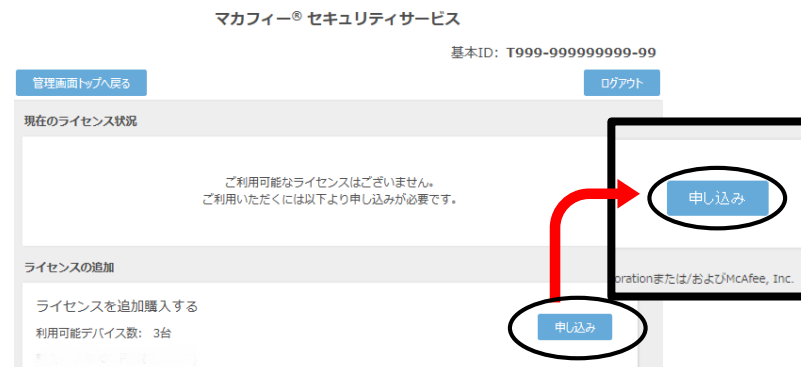 マカフィー® セキュリティサービス
基本ID: T999-999999999-99
管理画面トップへ戻る
ログアウト
現在のライセンス状況
ご利用可能なライセンスはございません。
ご利用いただくには以下より申し込みが必要です。
申し込み
orationまたは/およびMcAfee, Inc.
ライセンスの追加
ライセンスを追加購入する
利用可能デバイス数: 3台
申し込み